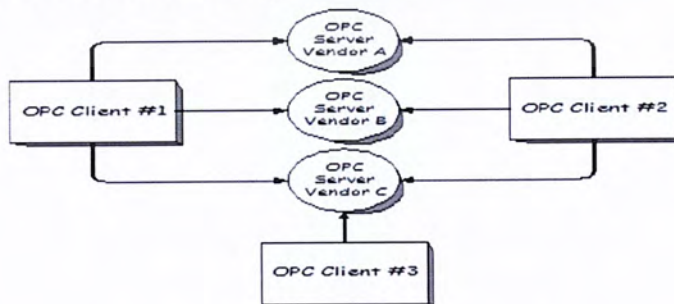 OPC
Server
Vendor A
OPC Client #1
OPC
Server
Vendor B
OPC Client #2
OPC
Server
Vendor C
OPC Client #3